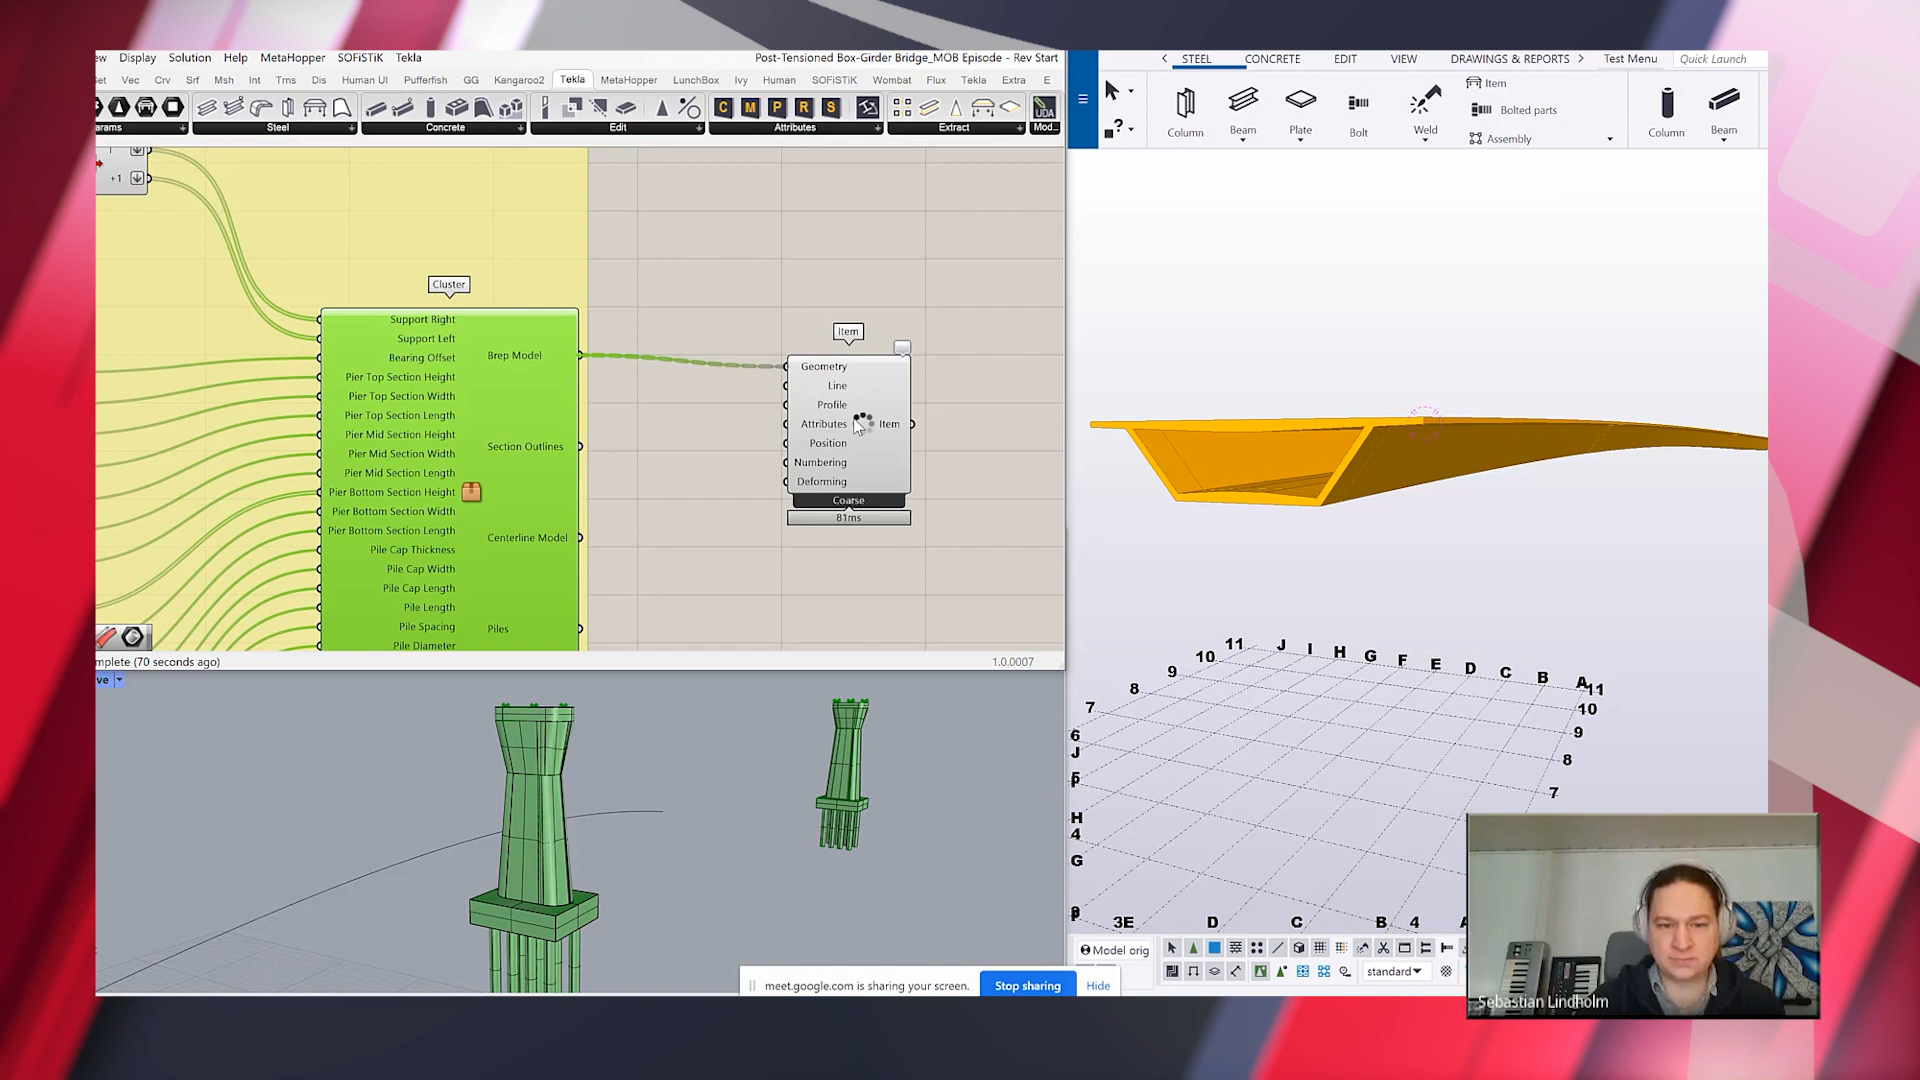 ew Display Solution Help MetaHopper SOFiSTiK Tekla
Post-Tensioned Box-Girder Bridge_MOB Episode - Rev Start
et Vec Crv Srf Msh Int Trns Dis Human UI Pufferfish GG Kangaroo2 Tekla MetaHopper LunchBox Ivy Human SOFiSTiK Wombat Flux Tekla Extra E
C M P R S
UDA
arams Steel Concrete Edit Attributes Extract Mod...
+1
Cluster
Support Right
Support Left
Bearing Offset
Pier Top Section Height
Pier Top Section Width
Pier Top Section Length
Pier Mid Section Height
Pier Mid Section Width
Pier Mid Section Length
Pier Bottom Section Height
Pier Bottom Section Width
Pier Bottom Section Length
Pile Cap Thickness
Pile Cap Width
Pile Cap Length
Pile Length
Pile Spacing
Pile Diameter
Brep Model
Section Outlines
Centerline Model
Piles
Item
Geometry
Line
Profile
Attributes
Position
Numbering
Deforming
Item
Coarse
81ms
mplete (70 seconds ago)
1.0.0007
ve
STEEL CONCRETE EDIT VIEW DRAWINGS & REPORTS Test Menu Quick Launch
Column Beam Plate Bolt Weld
Item
Bolted parts
Assembly
Column Beam
11 J I H G F E D C B A 11
10 10
9 9
8 8
7 7
6
J
F
H
4
G
3E D C B 4
Model orig
standard
meet.google.com is sharing your screen. Stop sharing Hide
Sebastian Lindholm